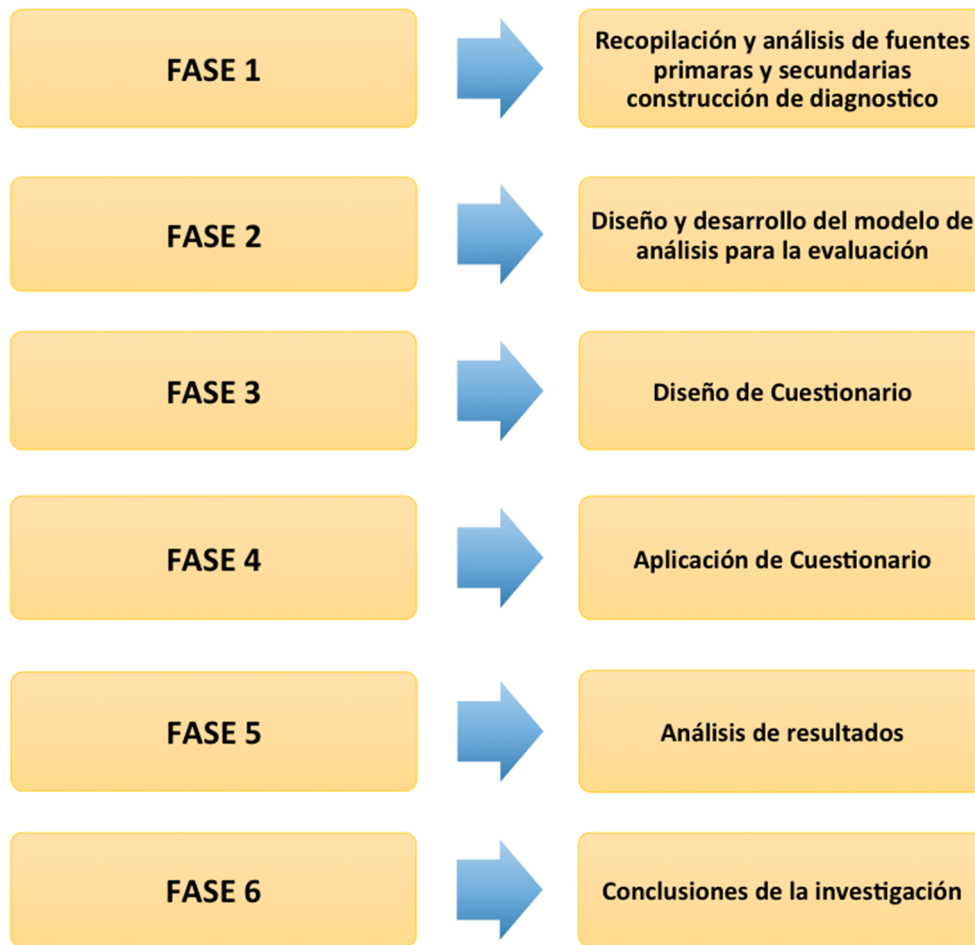 FASE 1
Recopilación y análisis de fuentes
primaras y secundarias
construcción de diagnostico
FASE 2
Diseño y desarrollo del modelo de
análisis para la evaluación
FASE 3
Diseño de Cuestionario
FASE 4
Aplicación de Cuestionario
FASE 5
Análisis de resultados
FASE 6
Conclusiones de la investigación